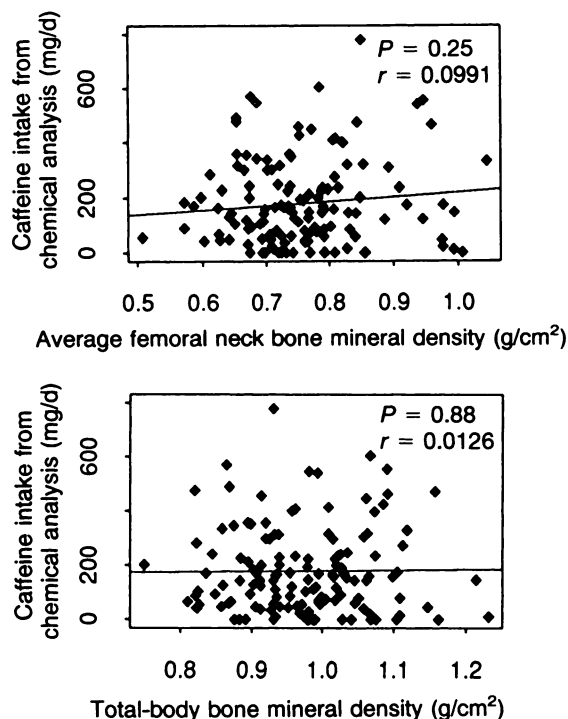 P = 0.25
r = 0.0991
Caffeine intake from
chemical analysis (mg/d)
600
200
0
0.5 0.6 0.7 0.8 0.9 1.0
Average femoral neck bone mineral density (g/cm²)
P = 0.88
r = 0.0126
Caffeine intake from
chemical analysis (mg/d)
600
200
0
0.8 0.9 1.0 1.1 1.2
Total-body bone mineral density (g/cm²)